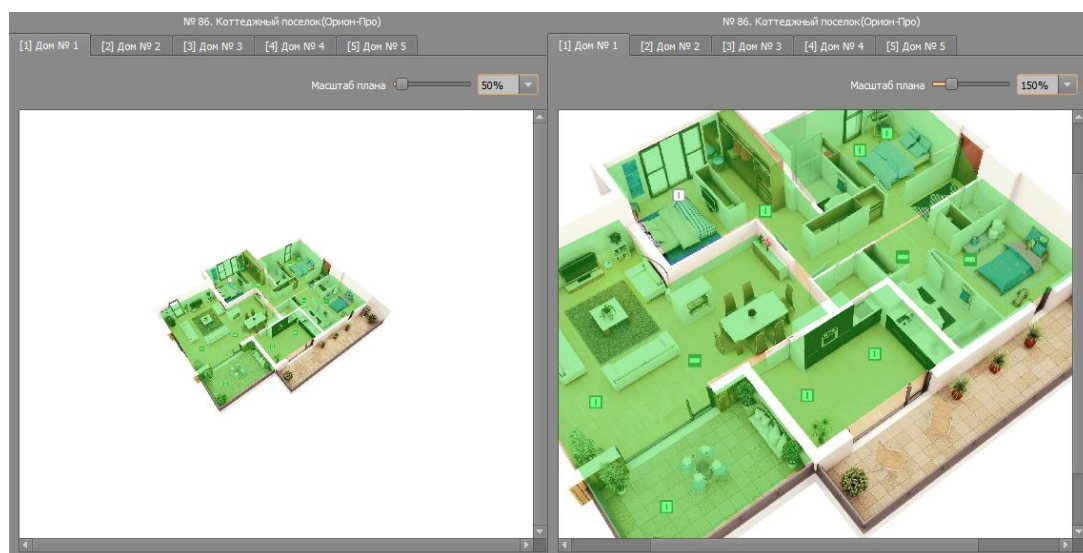 № 86. Коттеджный поселок(Орион-Про)
[1] Дом № 1 [2] Дом № 2 [3] Дом № 3 [4] Дом № 4 [5] Дом № 5
Масштаб плана 50%
№ 86. Коттеджный поселок(Орион-Про)
[1] Дом № 1 [2] Дом № 2 [3] Дом № 3 [4] Дом № 4 [5] Дом № 5
Масштаб плана 150%